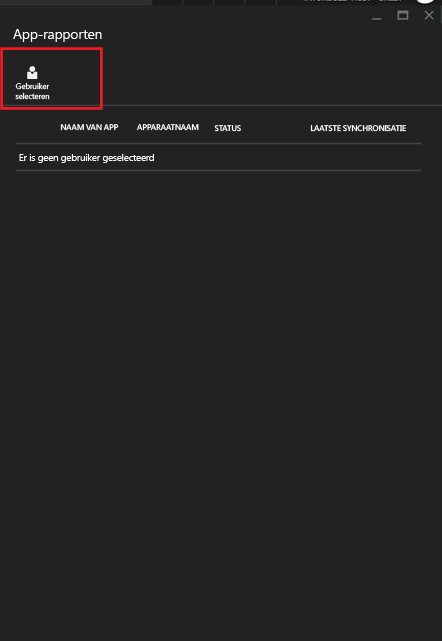 App-rapporten
Gebruiker
selecteren
NAAM VAN APP APPARAATNAAM STATUS LAATSTE SYNCHRONISATIE
Er is geen gebruiker geselecteerd